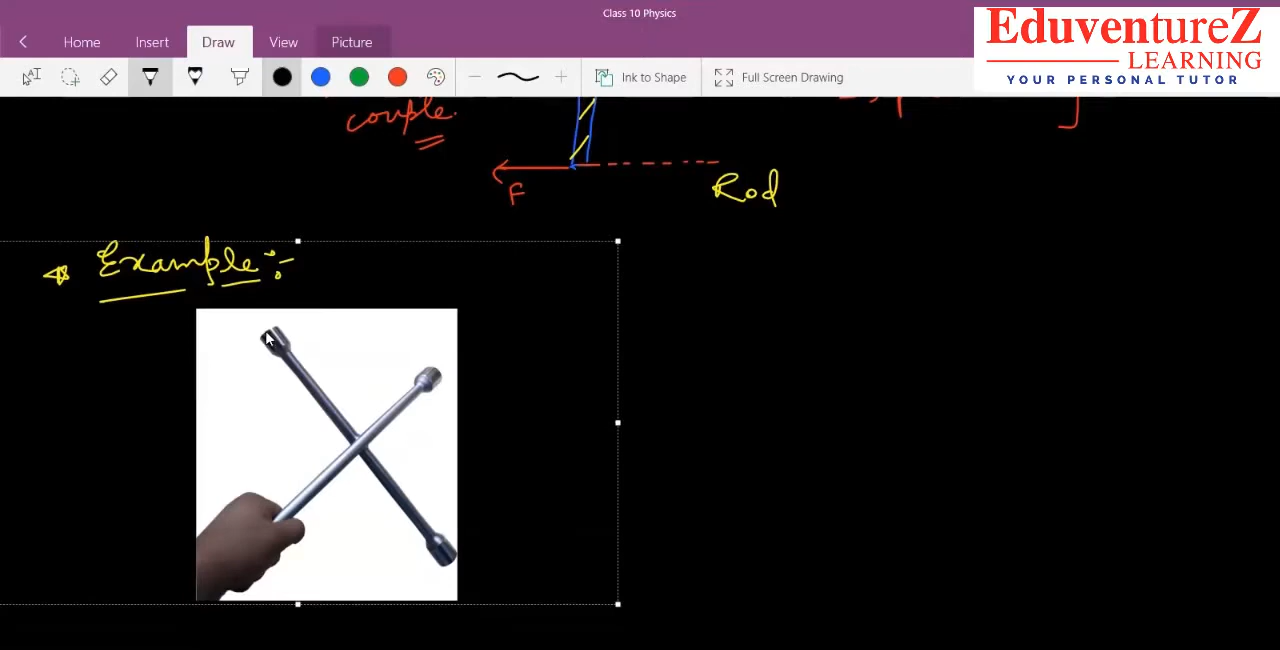 Class 10 Physics
EduventureZ
LEARNING
YOUR PERSONAL TUTOR
Home Insert Draw View Picture
Ink to Shape Full Screen Drawing
couple.
F
Rod
Example :-